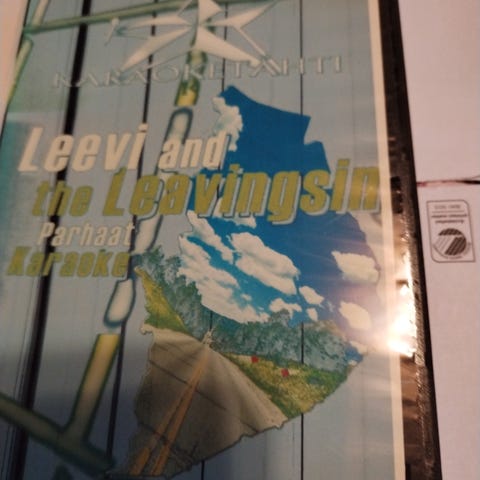 KARAOKETÄHTI
Leevi and
the Leavingsin
Parhaat
Karaoke